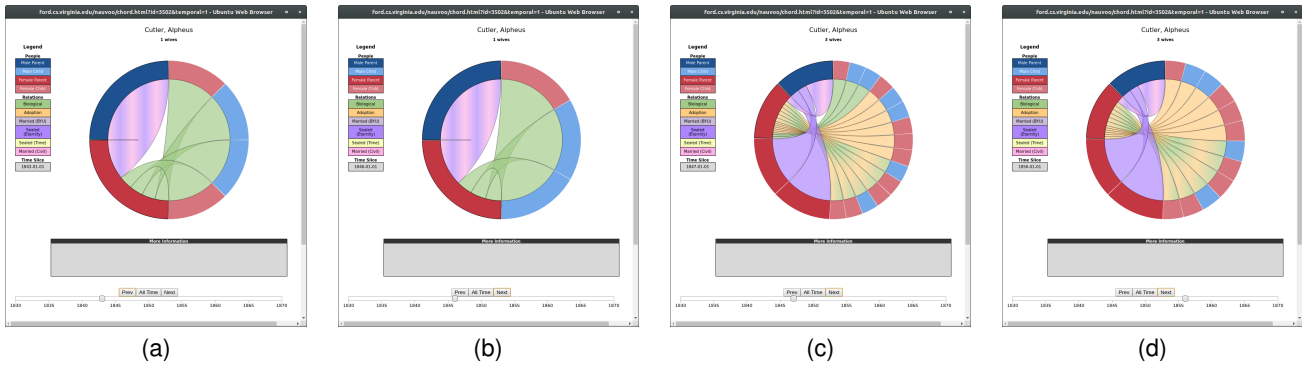 ford.cs.virginia.edu/nauvoo/chord.html?id=3502&temporal=1 - Ubuntu Web Browser
Cutler, Alpheus
1 wives
Legend
People
Male Parent
Male Child
Female Parent
Female Child
Relations
Biological
Adoption
Married (BYU)
Sealed
(Eternity)
Sealed (Time)
Married (Civil)
Time Slice
1843-01-01
More Information
Prev All Time Next
1830 1835 1840 1845 1850 1855 1860 1865 1870
(a)
ford.cs.virginia.edu/nauvoo/chord.html?id=3502&temporal=1 - Ubuntu Web Browser
Cutler, Alpheus
1 wives
Legend
People
Male Parent
Male Child
Female Parent
Female Child
Relations
Biological
Adoption
Married (BYU)
Sealed
(Eternity)
Sealed (Time)
Married (Civil)
Time Slice
1846-01-01
More Information
Prev All Time Next
1830 1835 1840 1845 1850 1855 1860 1865 1870
(b)
ford.cs.virginia.edu/nauvoo/chord.html?id=3502&temporal=1 - Ubuntu Web Browser
Cutler, Alpheus
3 wives
Legend
People
Male Parent
Male Child
Female Parent
Female Child
Relations
Biological
Adoption
Married (BYU)
Sealed
(Eternity)
Sealed (Time)
Married (Civil)
Time Slice
1847-01-01
More Information
Prev All Time Next
1830 1835 1840 1845 1850 1855 1860 1865 1870
(c)
ford.cs.virginia.edu/nauvoo/chord.html?id=3502&temporal=1 - Ubuntu Web Browser
Cutler, Alpheus
3 wives
Legend
People
Male Parent
Male Child
Female Parent
Female Child
Relations
Biological
Adoption
Married (BYU)
Sealed
(Eternity)
Sealed (Time)
Married (Civil)
Time Slice
1856-01-01
More Information
Prev All Time Next
1830 1835 1840 1845 1850 1855 1860 1865 1870
(d)